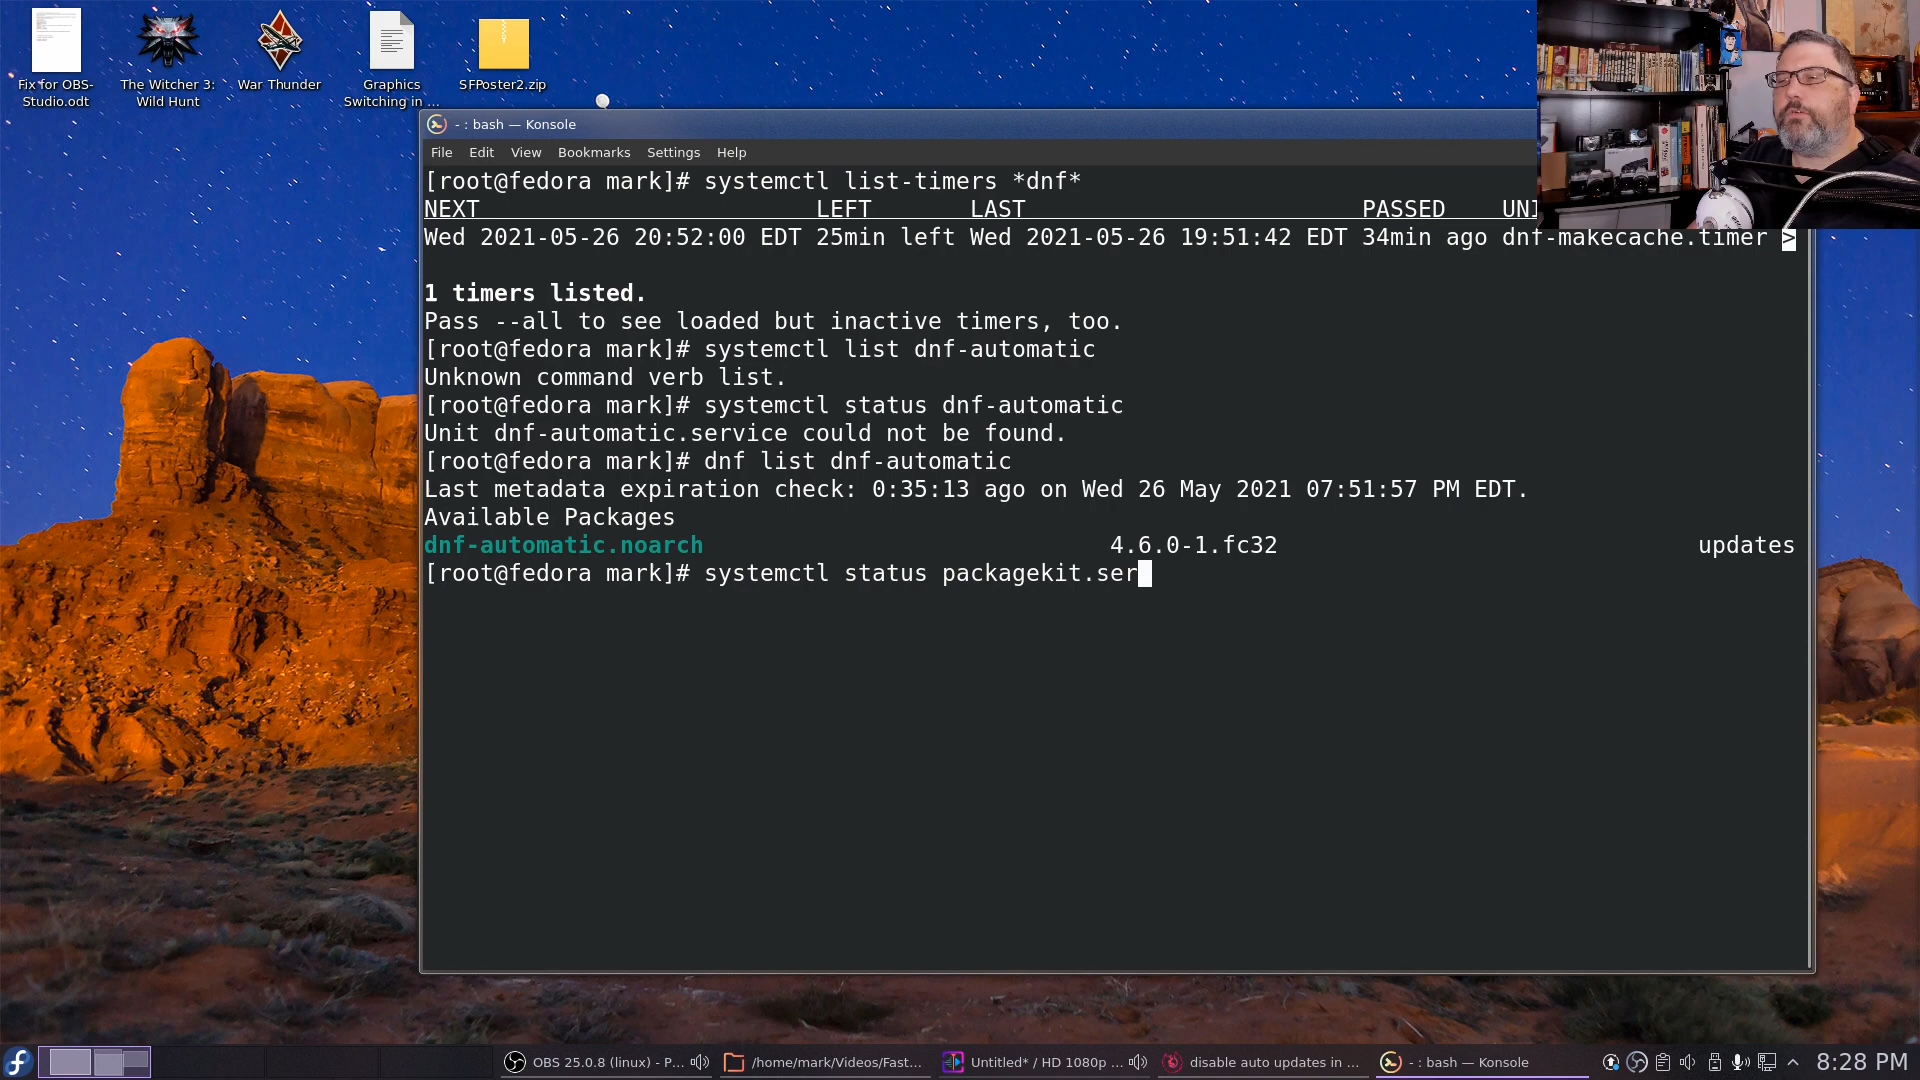 Fix for OBS-
Studio.odt
The Witcher 3:
Wild Hunt
War Thunder
Graphics
Switching in ...
SFPoster2.zip
- : bash — Konsole
File Edit View Bookmarks Settings Help
[root@fedora mark]# systemctl list-timers *dnf*
NEXT LEFT LAST PASSED UNI
Wed 2021-05-26 20:52:00 EDT 25min left Wed 2021-05-26 19:51:42 EDT 34min ago dnf-makecache.timer >
1 timers listed.
Pass --all to see loaded but inactive timers, too.
[root@fedora mark]# systemctl list dnf-automatic
Unknown command verb list.
[root@fedora mark]# systemctl status dnf-automatic
Unit dnf-automatic.service could not be found.
[root@fedora mark]# dnf list dnf-automatic
Last metadata expiration check: 0:35:13 ago on Wed 26 May 2021 07:51:57 PM EDT.
Available Packages
dnf-automatic.noarch 4.6.0-1.fc32 updates
[root@fedora mark]# systemctl status packagekit.ser
OBS 25.0.8 (linux) - P... /home/mark/Videos/Fast... Untitled* / HD 1080p ... disable auto updates in ... - : bash — Konsole 8:28 PM